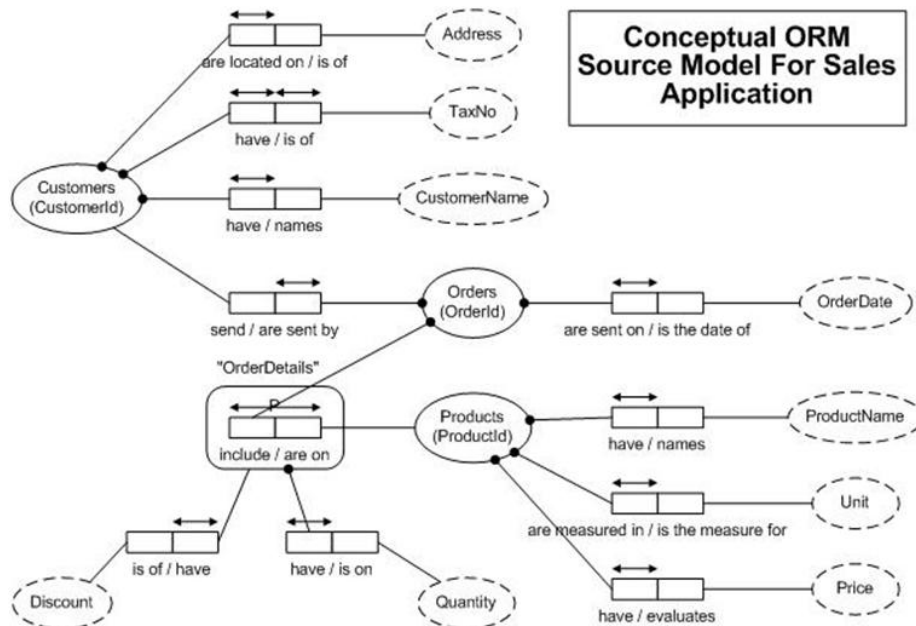 Address
Conceptual ORM
Source Model For Sales
Application
are located on / is of
TaxNo
have / is of
Customers
(CustomerId)
CustomerName
have / names
Orders
(OrderId)
OrderDate
send / are sent by
are sent on / is the date of
"OrderDetails"
P
Products
(ProductId)
ProductName
include / are on
have / names
Unit
are measured in / is the measure for
is of / have
have / is on
Discount
Quantity
Price
have / evaluates